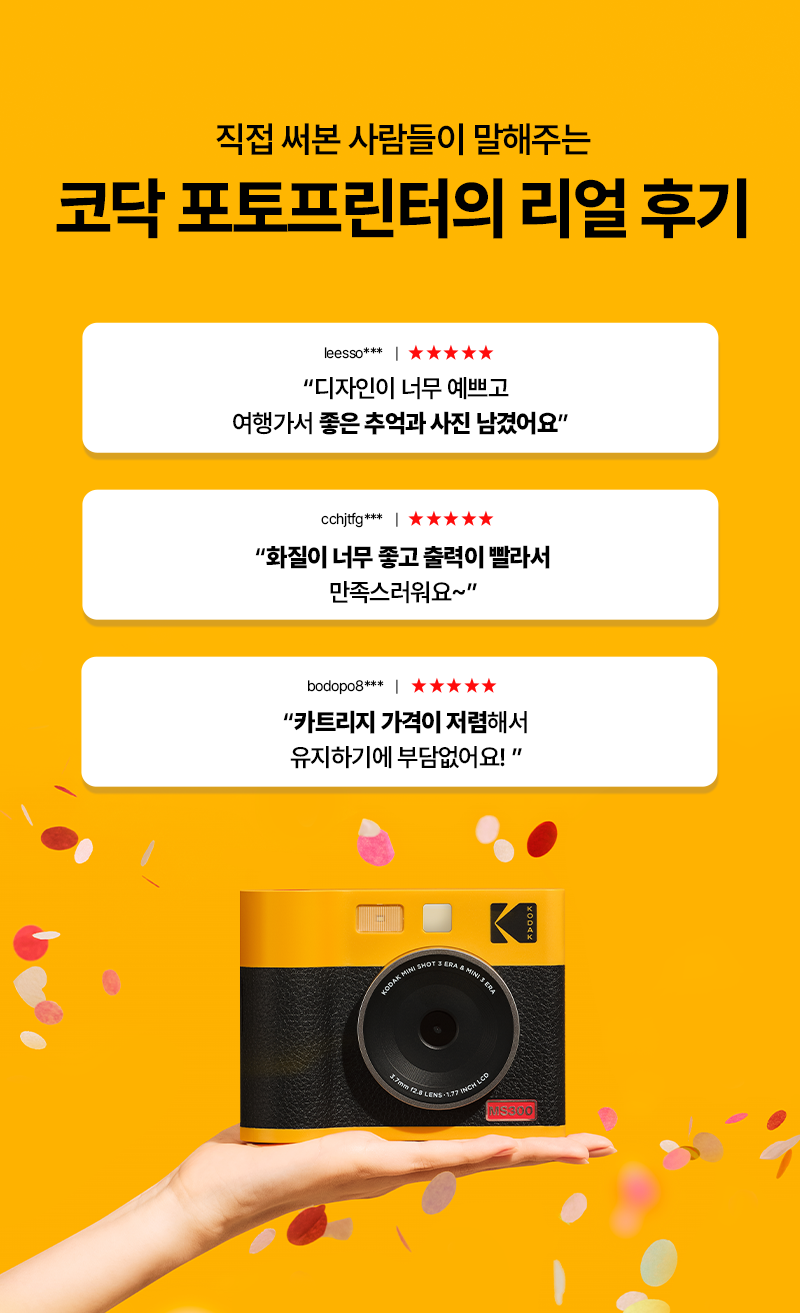 직접 써본 사람들이 말해주는
코닥 포토프린터의 리얼 후기
leesso*** | ★★★★★
“디자인이 너무 예쁘고
여행가서 좋은 추억과 사진 남겼어요”
cchjtfg*** | ★★★★★
“화질이 너무 좋고 출력이 빨라서
만족스러워요~”
bodopo8*** | ★★★★★
“카트리지 가격이 저렴해서
유지하기에 부담없어요! ”
KODAK
KODAK MINI SHOT 3 ERA & MINI 3 ERA
3.7mm f2.8 LENS·1.77 INCH LCD
MS300